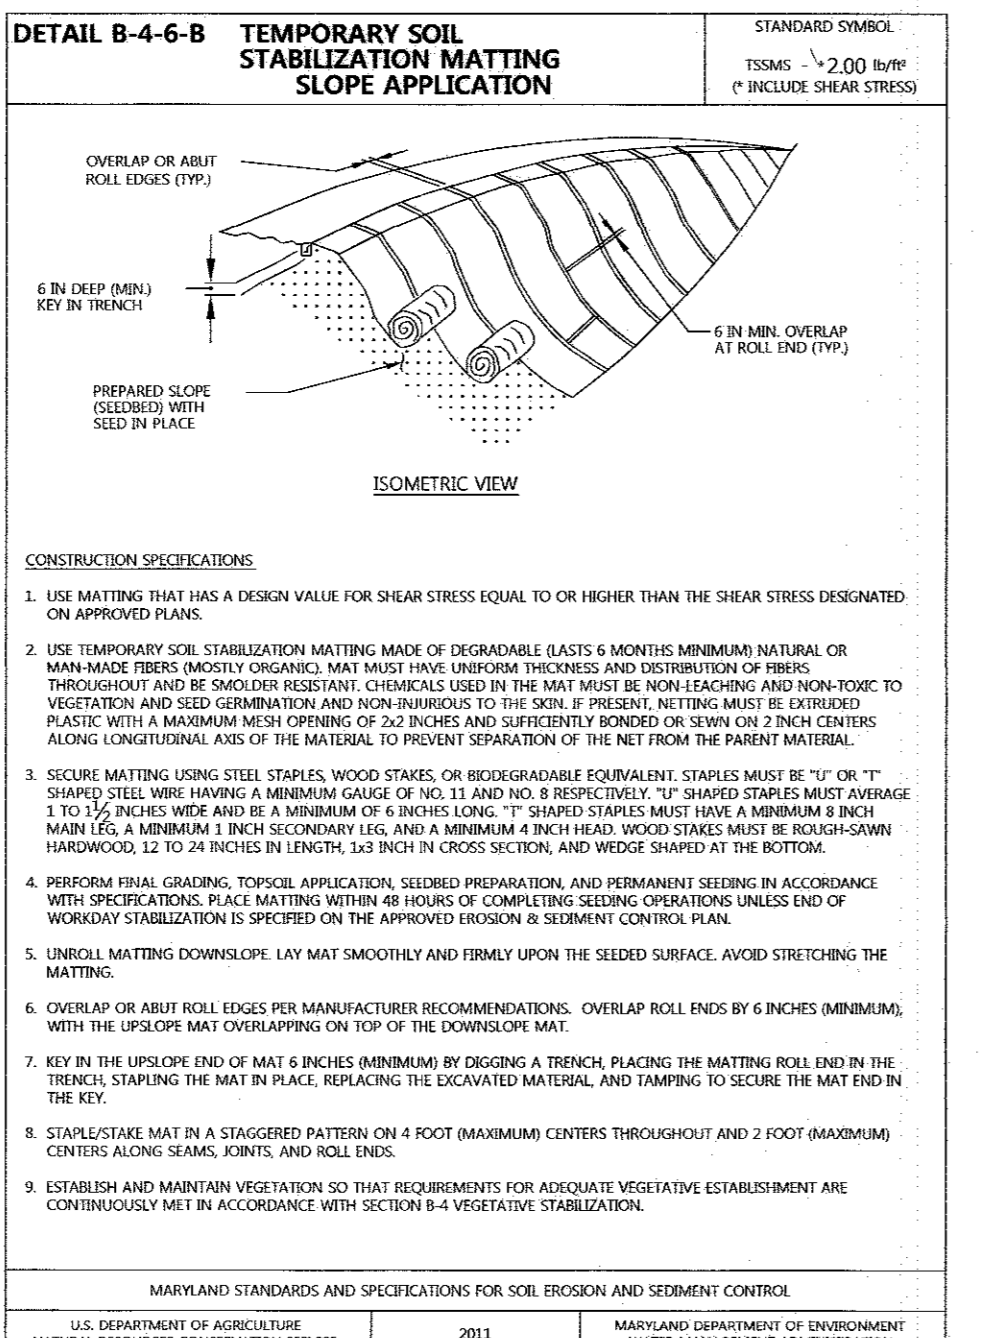 DETAIL B-4-6-B
TEMPORARY SOIL
STABILIZATION MATTING
SLOPE APPLICATION
STANDARD SYMBOL
TSSMS - *2.00 lb/ft²
(* INCLUDE SHEAR STRESS)
OVERLAP OR ABUT
ROLL EDGES (TYP.)
6 IN DEEP (MIN.)
KEY IN TRENCH
6 IN MIN. OVERLAP
AT ROLL END (TYP.)
PREPARED SLOPE
(SEEDBED) WITH
SEED IN PLACE
ISOMETRIC VIEW
CONSTRUCTION SPECIFICATIONS
1. USE MATTING THAT HAS A DESIGN VALUE FOR SHEAR STRESS EQUAL TO OR HIGHER THAN THE SHEAR STRESS DESIGNATED
ON APPROVED PLANS.
2. USE TEMPORARY SOIL STABILIZATION MATTING MADE OF DEGRADABLE (LASTS 6 MONTHS MINIMUM) NATURAL OR
MAN-MADE FIBERS (MOSTLY ORGANIC). MAT MUST HAVE UNIFORM THICKNESS AND DISTRIBUTION OF FIBERS
THROUGHOUT AND BE SMOLDER RESISTANT. CHEMICALS USED IN THE MAT MUST BE NON-LEACHING AND NON-TOXIC TO
VEGETATION AND SEED GERMINATION AND NON-INJURIOUS TO THE SKIN. IF PRESENT, NETTING MUST BE EXTRUDED
PLASTIC WITH A MAXIMUM MESH OPENING OF 2x2 INCHES AND SUFFICIENTLY BONDED OR SEWN ON 2 INCH CENTERS
ALONG LONGITUDINAL AXIS OF THE MATERIAL TO PREVENT SEPARATION OF THE NET FROM THE PARENT MATERIAL.
3. SECURE MATTING USING STEEL STAPLES, WOOD STAKES, OR BIODEGRADABLE EQUIVALENT. STAPLES MUST BE "U" OR "T"
SHAPED STEEL WIRE HAVING A MINIMUM GAUGE OF NO. 11 AND NO. 8 RESPECTIVELY. "U" SHAPED STAPLES MUST AVERAGE
1 TO 1½ INCHES WIDE AND BE A MINIMUM OF 6 INCHES LONG. "T" SHAPED STAPLES MUST HAVE A MINIMUM 8 INCH
MAIN LEG, A MINIMUM 1 INCH SECONDARY LEG, AND A MINIMUM 4 INCH HEAD. WOOD STAKES MUST BE ROUGH-SAWN
HARDWOOD, 12 TO 24 INCHES IN LENGTH, 1x3 INCH IN CROSS SECTION, AND WEDGE SHAPED AT THE BOTTOM.
4. PERFORM FINAL GRADING, TOPSOIL APPLICATION, SEEDBED PREPARATION, AND PERMANENT SEEDING IN ACCORDANCE
WITH SPECIFICATIONS. PLACE MATTING WITHIN 48 HOURS OF COMPLETING SEEDING OPERATIONS UNLESS END OF
WORKDAY STABILIZATION IS SPECIFIED ON THE APPROVED EROSION & SEDIMENT CONTROL PLAN.
5. UNROLL MATTING DOWNSLOPE. LAY MAT SMOOTHLY AND FIRMLY UPON THE SEEDED SURFACE. AVOID STRETCHING THE
MATTING.
6. OVERLAP OR ABUT ROLL EDGES PER MANUFACTURER RECOMMENDATIONS. OVERLAP ROLL ENDS BY 6 INCHES (MINIMUM),
WITH THE UPSLOPE MAT OVERLAPPING ON TOP OF THE DOWNSLOPE MAT.
7. KEY IN THE UPSLOPE END OF MAT 6 INCHES (MINIMUM) BY DIGGING A TRENCH, PLACING THE MATTING ROLL END IN THE
TRENCH, STAPLING THE MAT IN PLACE, REPLACING THE EXCAVATED MATERIAL, AND TAMPING TO SECURE THE MAT END IN
THE KEY.
8. STAPLE/STAKE MAT IN A STAGGERED PATTERN ON 4 FOOT (MAXIMUM) CENTERS THROUGHOUT AND 2 FOOT (MAXIMUM)
CENTERS ALONG SEAMS, JOINTS, AND ROLL ENDS.
9. ESTABLISH AND MAINTAIN VEGETATION SO THAT REQUIREMENTS FOR ADEQUATE VEGETATIVE ESTABLISHMENT ARE
CONTINUOUSLY MET IN ACCORDANCE WITH SECTION B-4 VEGETATIVE STABILIZATION.
MARYLAND STANDARDS AND SPECIFICATIONS FOR SOIL EROSION AND SEDIMENT CONTROL
U.S. DEPARTMENT OF AGRICULTURE
2011
MARYLAND DEPARTMENT OF ENVIRONMENT